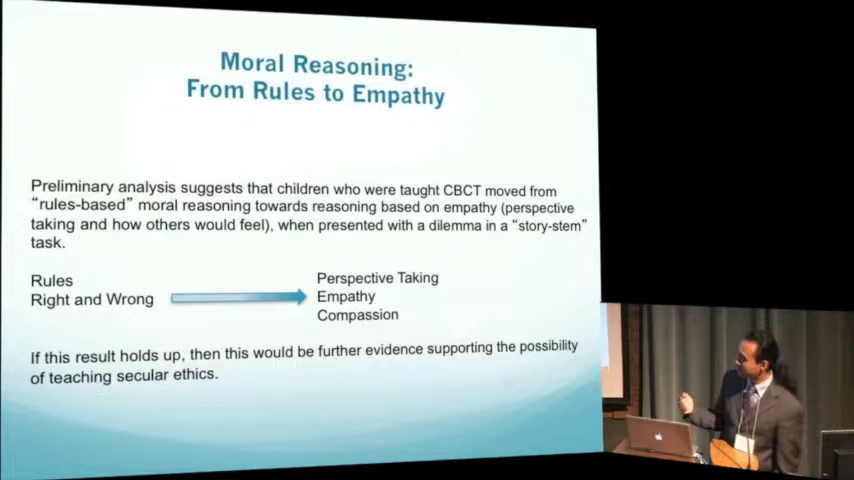 Moral Reasoning:
From Rules to Empathy
Preliminary analysis suggests that children who were taught CBCT moved from
“rules-based” moral reasoning towards reasoning based on empathy (perspective
taking and how others would feel), when presented with a dilemma in a “story-stem”
task.
Rules
Right and Wrong
Perspective Taking
Empathy
Compassion
If this result holds up, then this would be further evidence supporting the possibility
of teaching secular ethics.